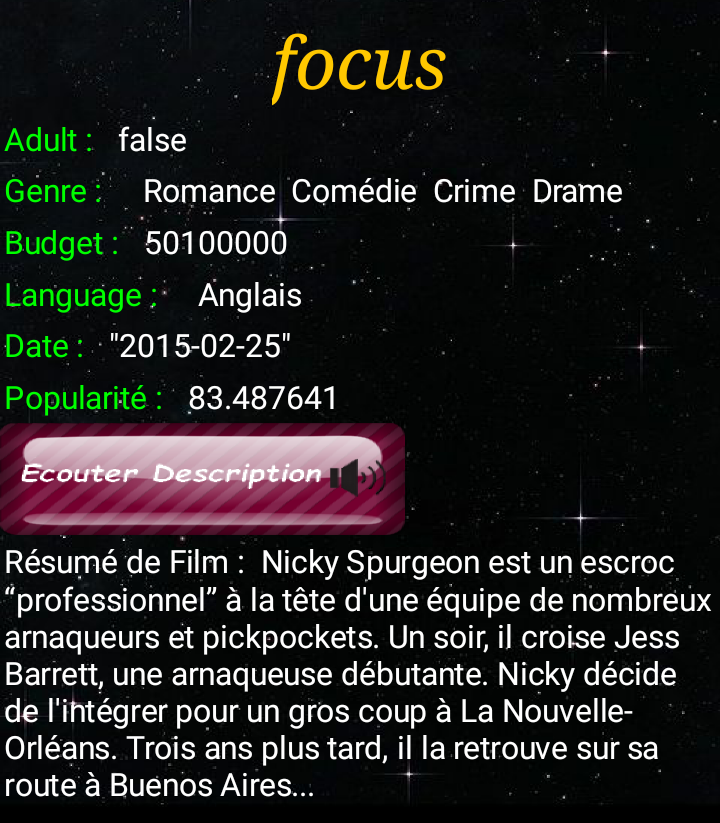 focus
Adult : false
Genre : Romance Comédie Crime Drame
Budget : 50100000
Language : Anglais
Date : "2015-02-25"
Popularité : 83.487641
Ecouter Description
Résumé de Film : Nicky Spurgeon est un escroc
“professionnel” à la tête d'une équipe de nombreux
arnaqueurs et pickpockets. Un soir, il croise Jess
Barrett, une arnaqueuse débutante. Nicky décide
de l'intégrer pour un gros coup à La Nouvelle-
Orléans. Trois ans plus tard, il la retrouve sur sa
route à Buenos Aires...